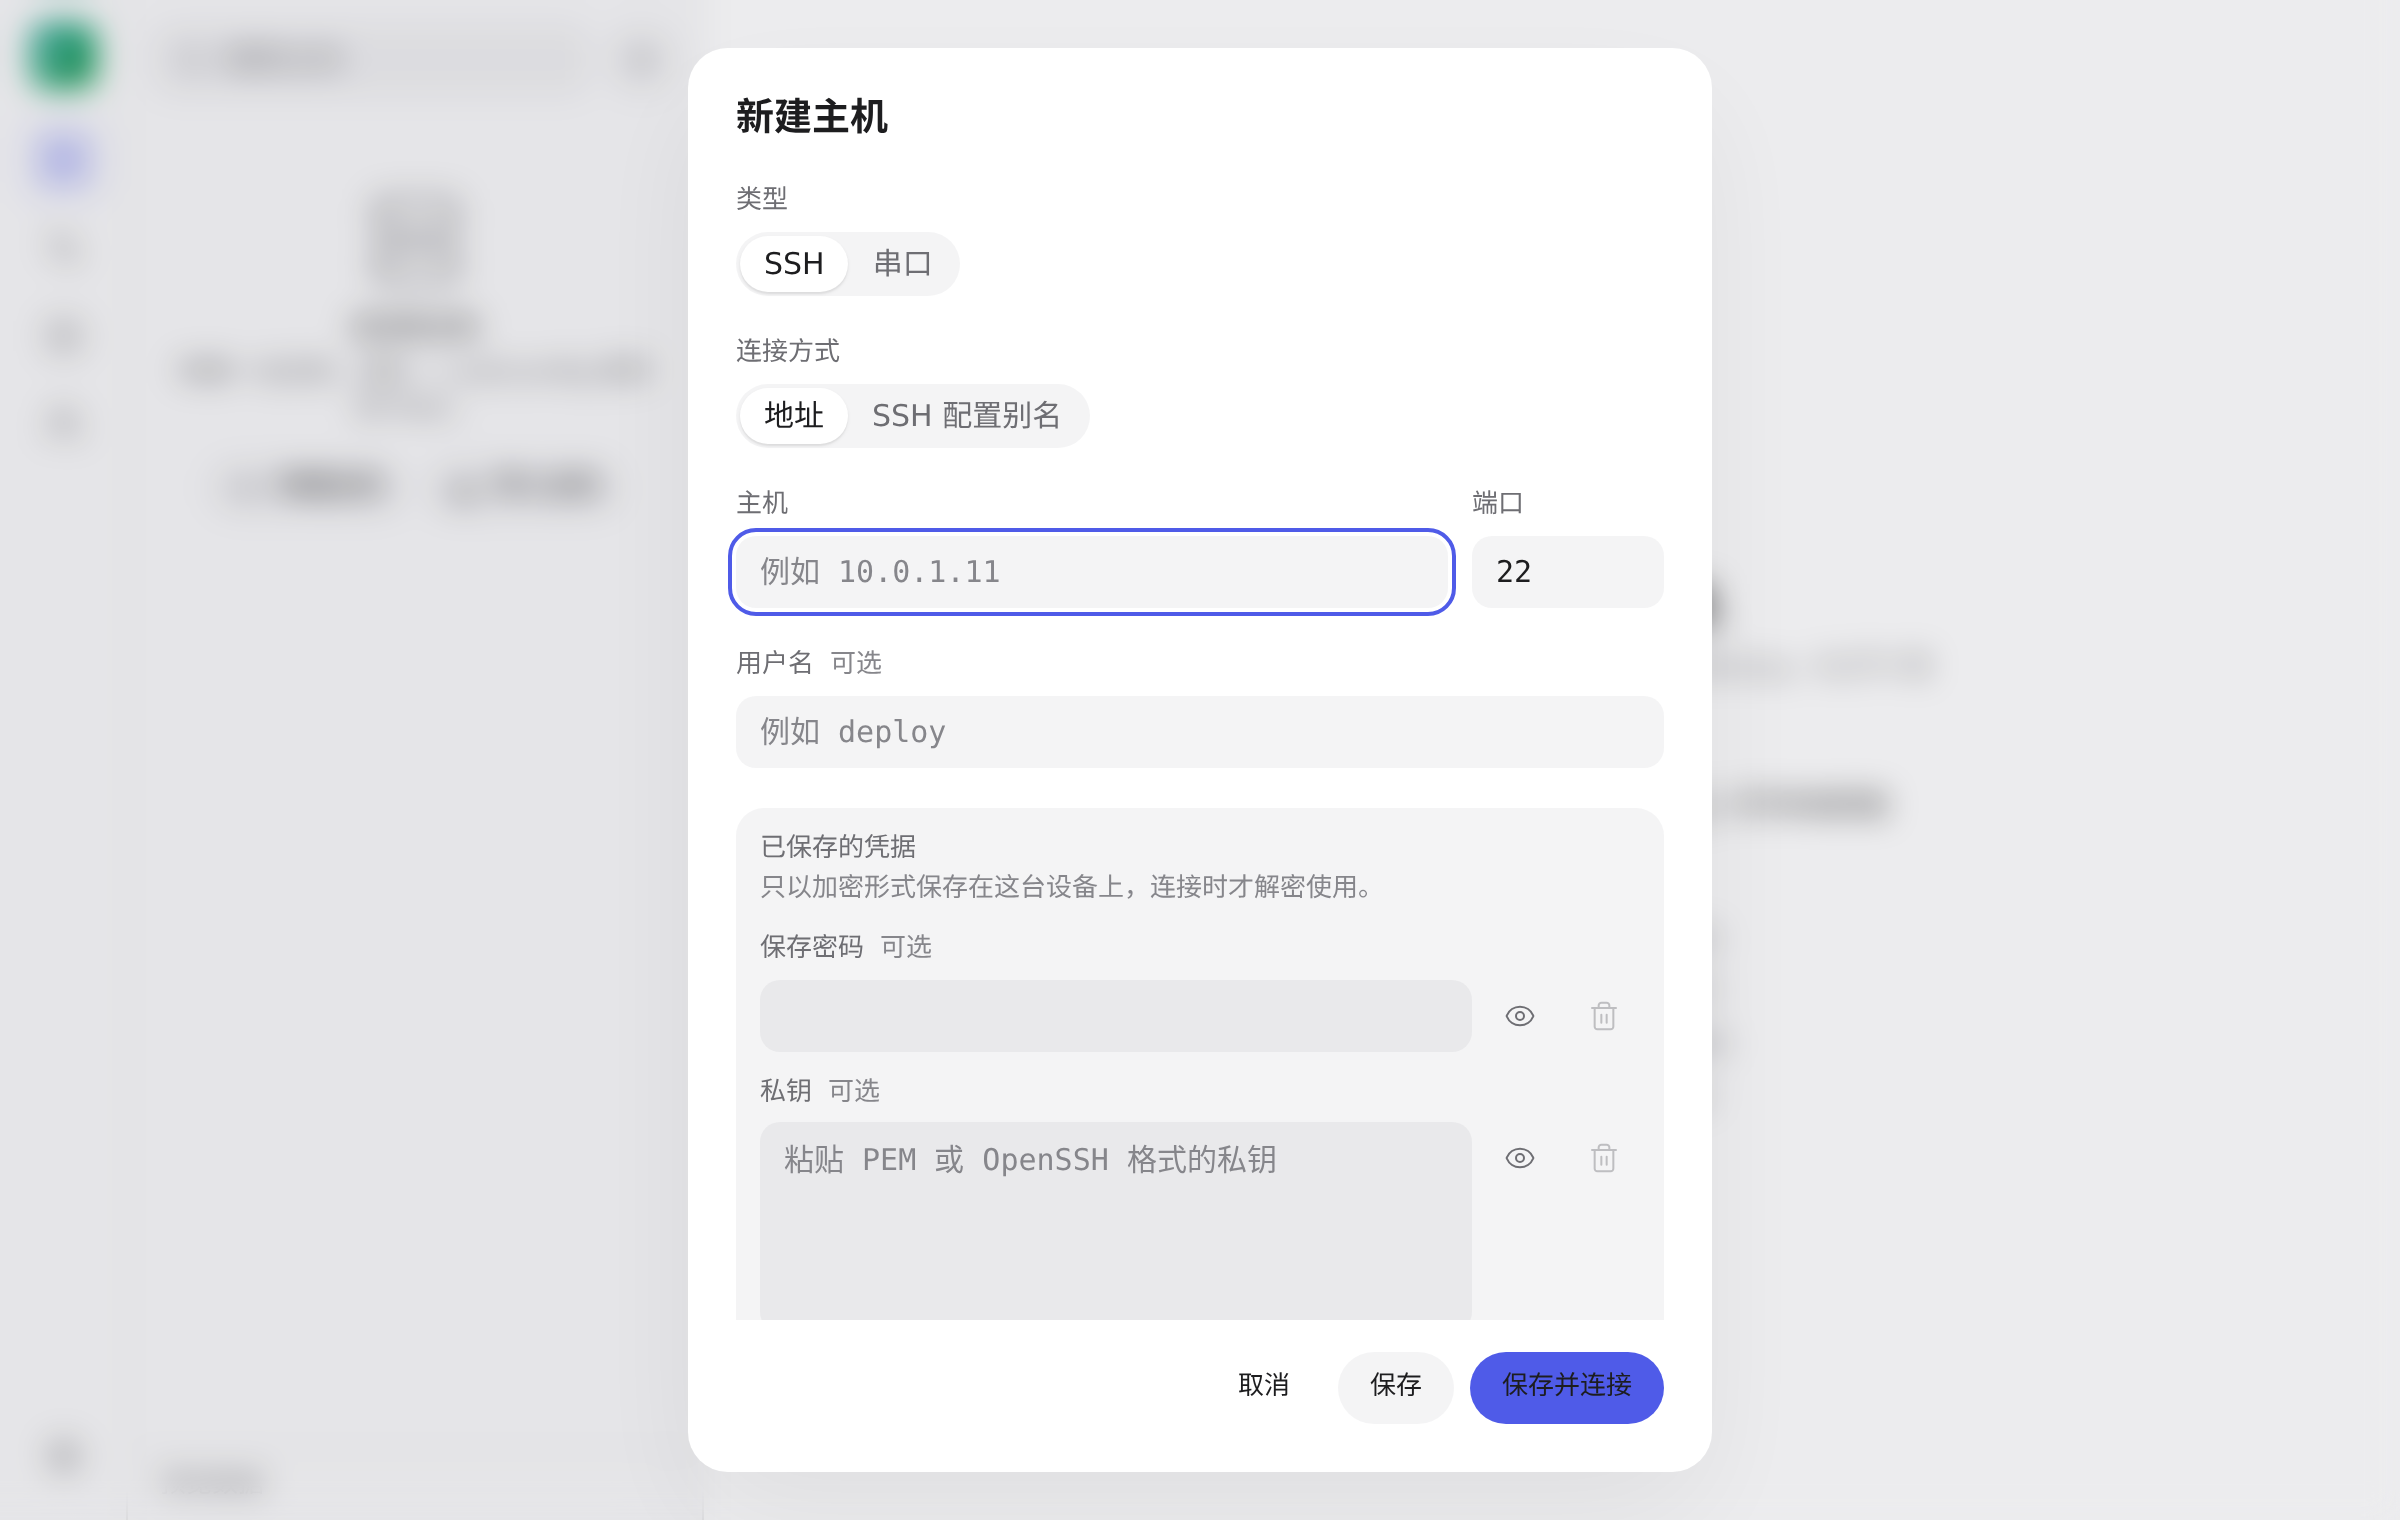 新建主机
类型
SSH 串口
连接方式
地址 SSH 配置别名
主机 端口
例如 10.0.1.11 22
用户名 可选
例如 deploy
已保存的凭据
只以加密形式保存在这台设备上，连接时才解密使用。
保存密码 可选
私钥 可选
粘贴 PEM 或 OpenSSH 格式的私钥
取消 保存 保存并连接